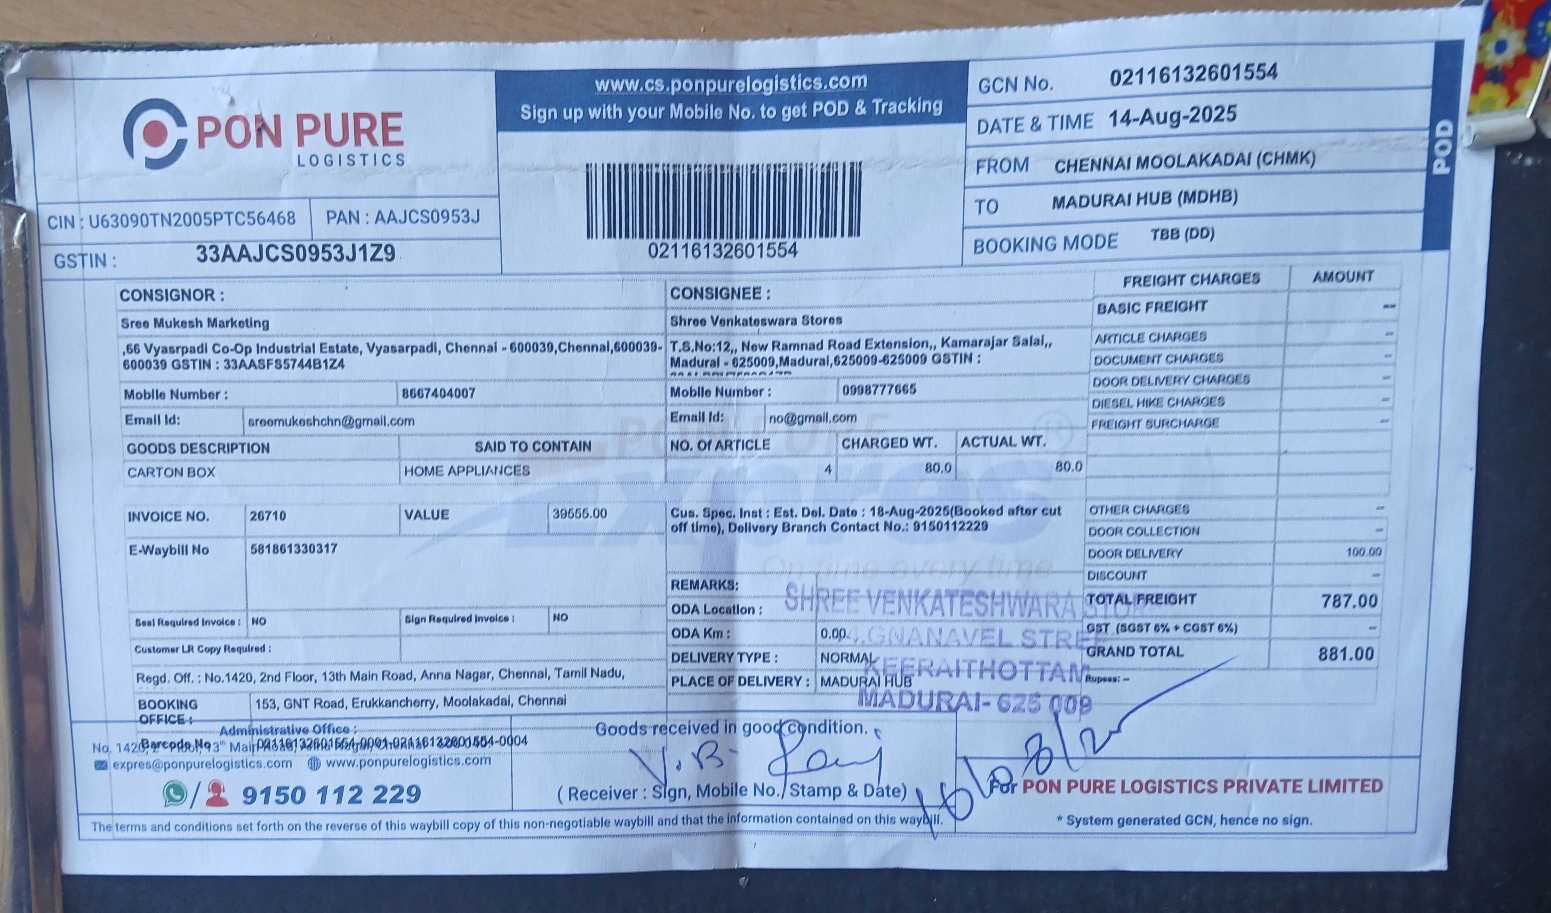 PON PURE
LOGISTICS
CIN : U63090TN2005PTC56468
PAN : AAJCS0953J
GSTIN : 33AAJCS0953J1Z9
www.cs.ponpurelogistics.com
Sign up with your Mobile No. to get POD & Tracking
02116132601554
GCN No. 02116132601554
DATE & TIME 14-Aug-2025
FROM CHENNAI MOOLAKADAI (CHMK)
TO MADURAI HUB (MDHB)
BOOKING MODE TBB (DD)
POD
CONSIGNOR :
Sree Mukesh Marketing
,66 Vyasrpadi Co-Op Industrial Estate, Vyasarpadi, Chennai - 600039,Chennai,600039-
600039 GSTIN : 33AASFS5744B1Z4
Mobile Number : 8667404007
Email Id: sreemukeshchn@gmail.com
CONSIGNEE :
Shree Venkateswara Stores
T.S.No:12,, New Ramnad Road Extension,, Kamarajar Salai,,
Madurai - 625009,Madurai,625009-625009 GSTIN :
Mobile Number : 0998777665
Email Id: no@gmail.com
GOODS DESCRIPTION SAID TO CONTAIN NO. Of ARTICLE CHARGED WT. ACTUAL WT.
CARTON BOX HOME APPLIANCES 4 80.0 80.0
INVOICE NO. 26710 VALUE 39555.00
E-Waybill No 581861330317
Seal Required Invoice : NO Sign Required Invoice : NO
Customer LR Copy Required :
Regd. Off. : No.1420, 2nd Floor, 13th Main Road, Anna Nagar, Chennai, Tamil Nadu,
BOOKING OFFICE : 153, GNT Road, Erukkancherry, Moolakadai, Chennai
Cus. Spec. Inst : Est. Del. Date : 18-Aug-2025(Booked after cut
off time), Delivery Branch Contact No.: 9150112229
REMARKS:
ODA Location :
ODA Km : 0.00
DELIVERY TYPE : NORMAL
PLACE OF DELIVERY : MADURAI HUB
SHREE VENKATESHWARA
GNANAVEL STREE
KEERAITHOTTAM
MADURAI- 625 009
FREIGHT CHARGES AMOUNT
BASIC FREIGHT --
ARTICLE CHARGES -
DOCUMENT CHARGES -
DOOR DELIVERY CHARGES -
DIESEL HIKE CHARGES -
FREIGHT SURCHARGE -
OTHER CHARGES -
DOOR COLLECTION -
DOOR DELIVERY 100.00
DISCOUNT -
TOTAL FREIGHT 787.00
GST (SGST 6% + CGST 6%) -
GRAND TOTAL 881.00
Rupees: -
Expres
On time every time
Administrative Office :
Barcode No 02116132601554-0001-02116132601554-0004
expres@ponpurelogistics.com www.ponpurelogistics.com
9150 112 229
Goods received in good condition.
V.B.
(Receiver : Sign, Mobile No./ Stamp & Date)
For PON PURE LOGISTICS PRIVATE LIMITED
* System generated GCN, hence no sign.
The terms and conditions set forth on the reverse of this waybill copy of this non-negotiable waybill and that the information contained on this waybill.